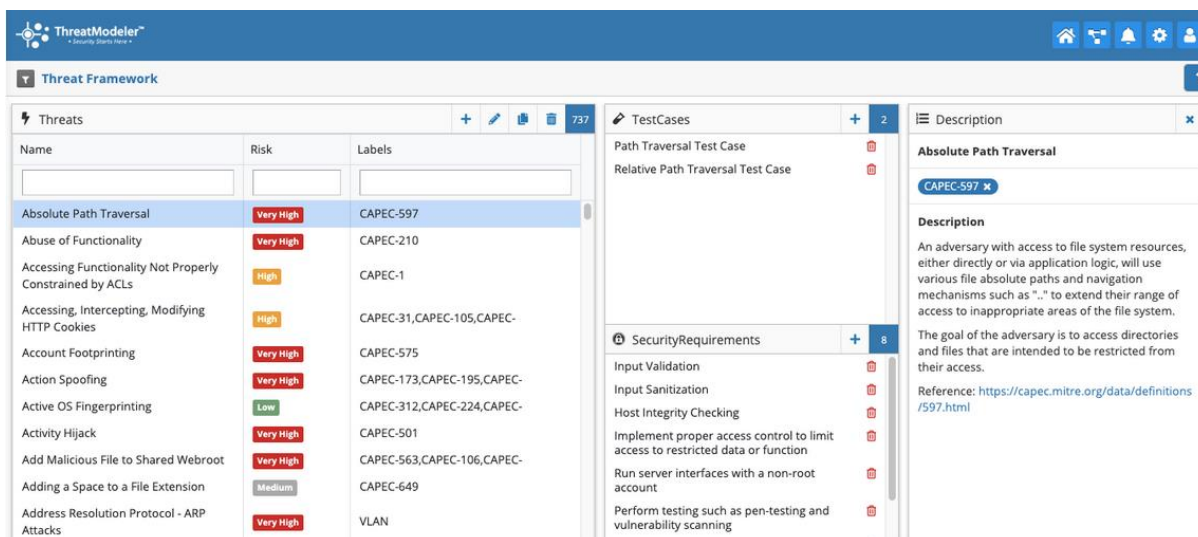 ThreatModeler™
• Security Starts Here •
Threat Framework
Threats
737
Name Risk Labels
Absolute Path Traversal Very High CAPEC-597
Abuse of Functionality Very High CAPEC-210
Accessing Functionality Not Properly
Constrained by ACLs High CAPEC-1
Accessing, Intercepting, Modifying
HTTP Cookies High CAPEC-31,CAPEC-105,CAPEC-
Account Footprinting Very High CAPEC-575
Action Spoofing Very High CAPEC-173,CAPEC-195,CAPEC-
Active OS Fingerprinting Low CAPEC-312,CAPEC-224,CAPEC-
Activity Hijack Very High CAPEC-501
Add Malicious File to Shared Webroot Very High CAPEC-563,CAPEC-106,CAPEC-
Adding a Space to a File Extension Medium CAPEC-649
Address Resolution Protocol - ARP
Attacks Very High VLAN
TestCases
2
Path Traversal Test Case
Relative Path Traversal Test Case
SecurityRequirements
8
Input Validation
Input Sanitization
Host Integrity Checking
Implement proper access control to limit
access to restricted data or function
Run server interfaces with a non-root
account
Perform testing such as pen-testing and
vulnerability scanning
Description
Absolute Path Traversal
CAPEC-597
Description
An adversary with access to file system resources,
either directly or via application logic, will use
various file absolute paths and navigation
mechanisms such as ".." to extend their range of
access to inappropriate areas of the file system.
The goal of the adversary is to access directories
and files that are intended to be restricted from
their access.
Reference: https://capec.mitre.org/data/definitions
/597.html